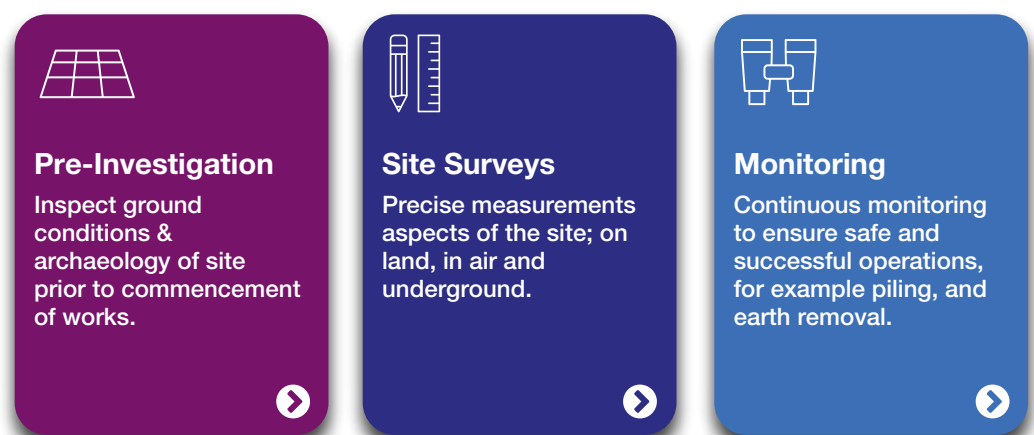 Pre-Investigation
Inspect ground
conditions &
archaeology of site
prior to commencement
of works.
Site Surveys
Precise measurements
aspects of the site; on
land, in air and
underground.
Monitoring
Continuous monitoring
to ensure safe and
successful operations,
for example piling, and
earth removal.